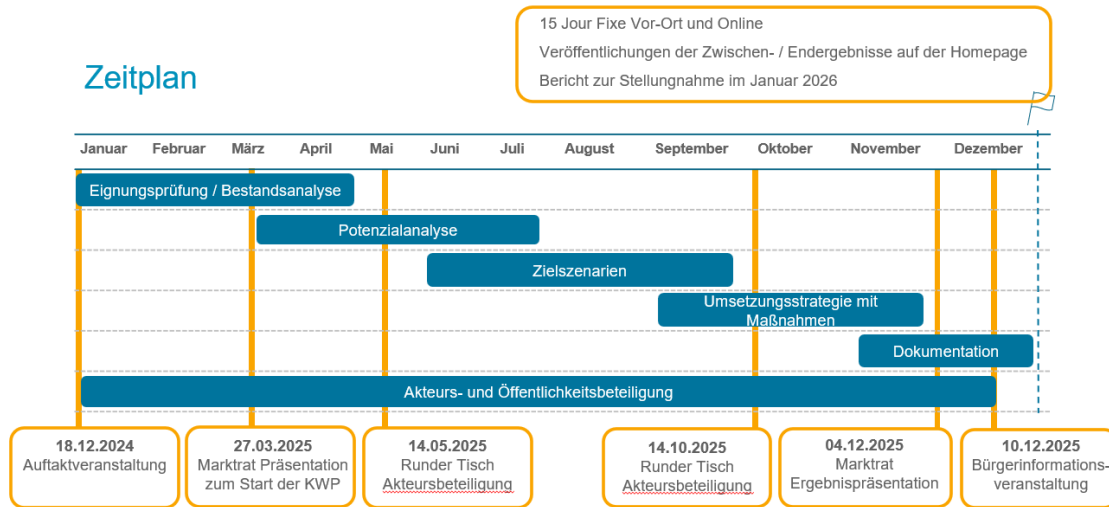 15 Jour Fixe Vor-Ort und Online
Veröffentlichungen der Zwischen- / Endergebnisse auf der Homepage
Bericht zur Stellungnahme im Januar 2026
Zeitplan
Januar Februar März April Mai Juni Juli August September Oktober November Dezember
Eignungsprüfung / Bestandsanalyse
Potenzialanalyse
Zielszenarien
Umsetzungsstrategie mit
Maßnahmen
Dokumentation
Akteurs- und Öffentlichkeitsbeteiligung
18.12.2024
Auftaktveranstaltung
27.03.2025
Marktrat Präsentation
zum Start der KWP
14.05.2025
Runder Tisch
Akteursbeteiligung
14.10.2025
Runder Tisch
Akteursbeteiligung
04.12.2025
Marktrat
Ergebnispräsentation
10.12.2025
Bürgerinformations-
veranstaltung